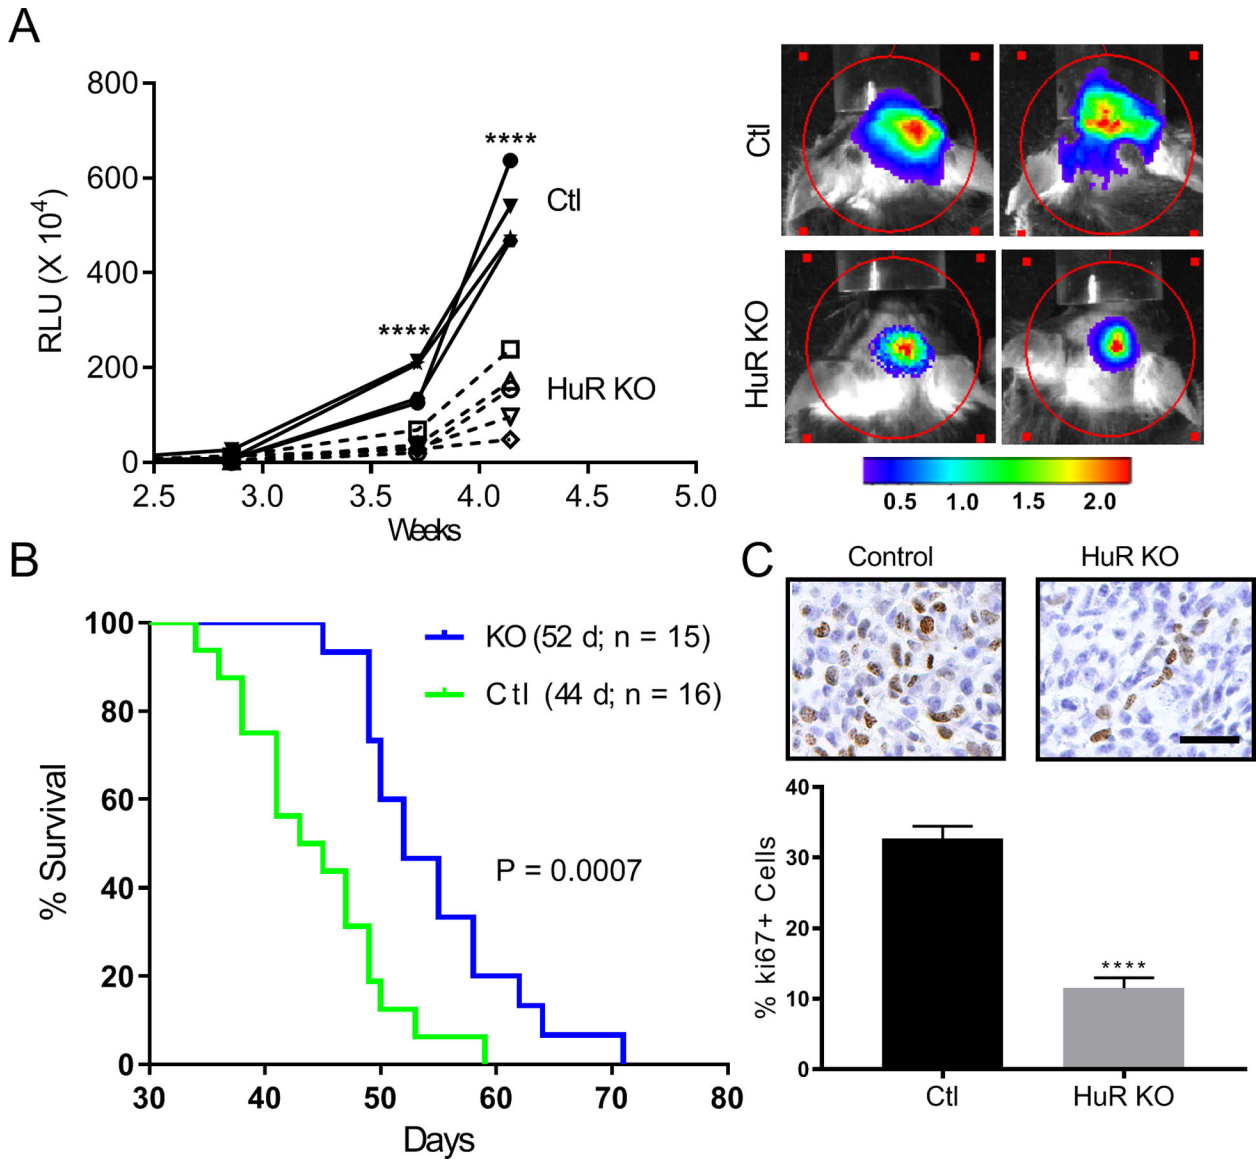 A
800
600
400
200
0
RLU (X 10⁴)
2.5 3.0 3.5 4.0 4.5 5.0
Weeks
****
****
Ctl
HuR KO
Ctl
HuR KO
0.5 1.0 1.5 2.0
B
100
80
60
40
20
0
% Survival
30 40 50 60 70 80
Days
KO (52 d; n = 15)
Ctl (44 d; n = 16)
P = 0.0007
C
Control HuR KO
40
30
20
10
0
% ki67+ Cells
****
Ctl HuR KO